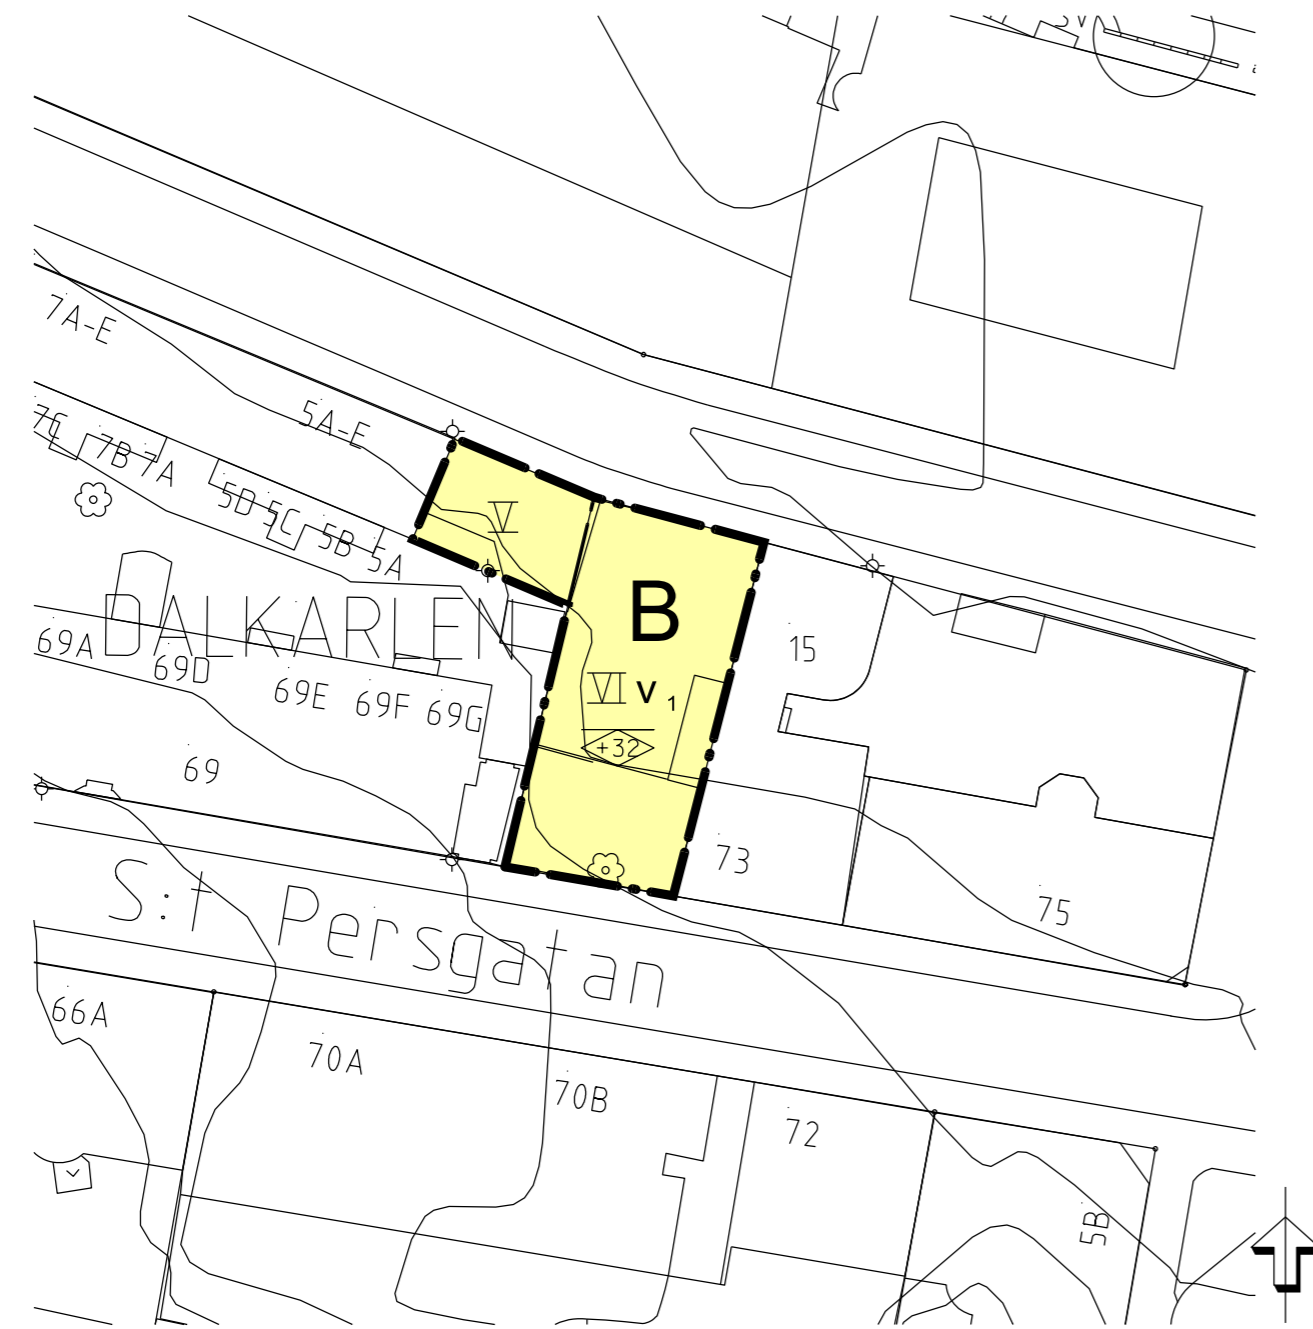 7A-E
5A-E
7C
7B
7A
5D
5C
5B
5A
V
B
DALKARLEN
15
69A
69D
69E
69F
69G
VI
v 1
+32
69
73
75
S:t Persgatan
66A
70A
70B
72
5B